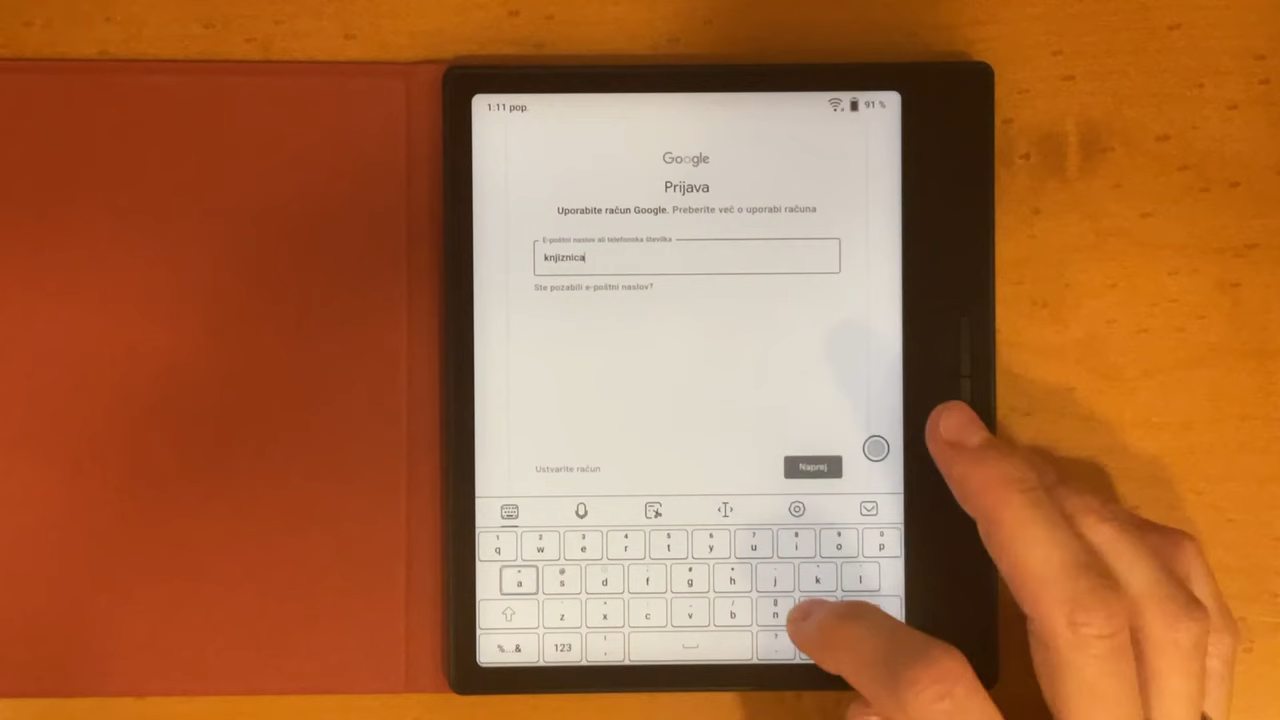 1:11 pop.
91 %
Google
Prijava
Uporabite račun Google. Preberite več o uporabi računa
E-poštni naslov ali telefonska številka
knjiznica
Ste pozabili e-poštni naslov?
Ustvarite račun
Naprej
1 2 3 4 5 6 7 8 9 0
q w e r t y u i o p
a s d f g h j k l
z x c v b n
%...& 123 , .